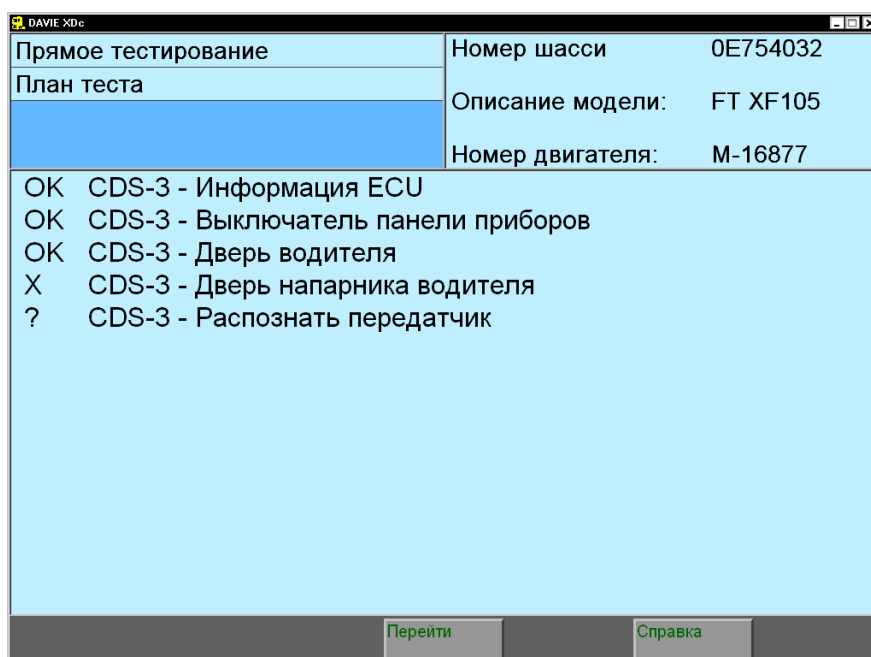 DAVIE XDc
Прямое тестирование
План теста
Номер шасси 0E754032
Описание модели: FT XF105
Номер двигателя: M-16877
OK CDS-3 - Информация ECU
OK CDS-3 - Выключатель панели приборов
OK CDS-3 - Дверь водителя
X CDS-3 - Дверь напарника водителя
? CDS-3 - Распознать передатчик
Перейти
Справка